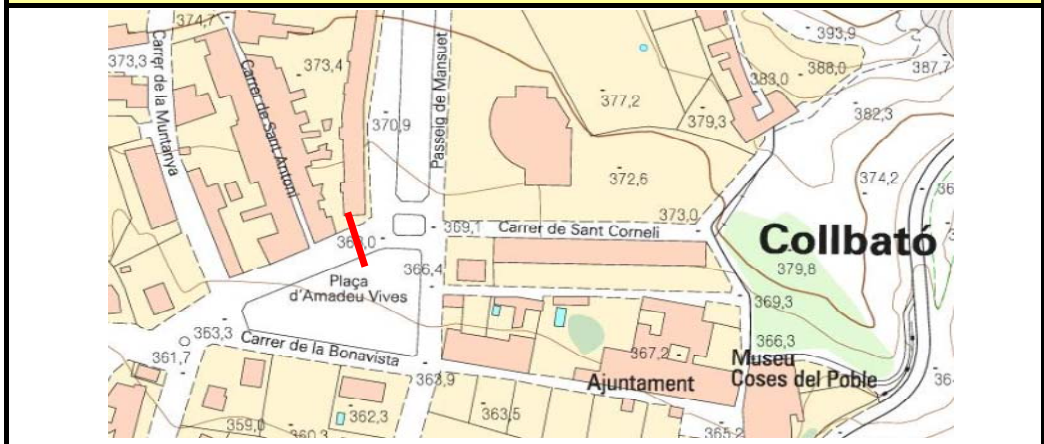 374,7
393,9
373,3
373,4
383,0
388,0
387,7
Carrer de la Muntanya
Carrer de Sant Antoni
Passeig de Mansuet
377,2
379,3
382,3
370,9
372,6
374,2
373,0
369,1
Carrer de Sant Corneli
Collbató
366,4
379,8
Plaça
d'Amadeu Vives
369,3
363,3
Carrer de la Bonavista
366,3
361,7
367,2
Museu
Coses del Poble
363,9
Ajuntament
362,3
363,5
359,0
360,3
365,2